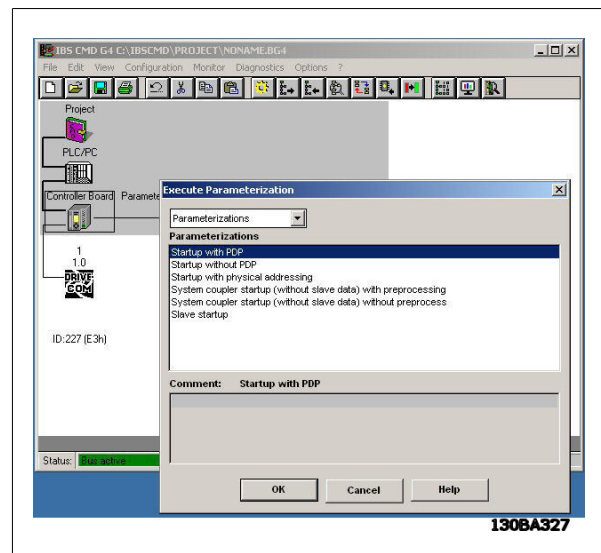 IBS CMD G4 C:\IBSCMD\PROJECT\NONAME.BG4
File Edit View Configuration Monitor Diagnostics Options ?
Project
PLC/PC
Controller Board Paramete
1
1.0
DRIVE
COM
ID:227 (E3h)
Status: Bus active
Execute Parameterization
Parameterizations
Parameterizations
Startup with PDP
Startup without PDP
Startup with physical addressing
System coupler startup (without slave data) with preprocessing
System coupler startup (without slave data) without preprocess
Slave startup
Comment: Startup with PDP
OK Cancel Help
130BA327